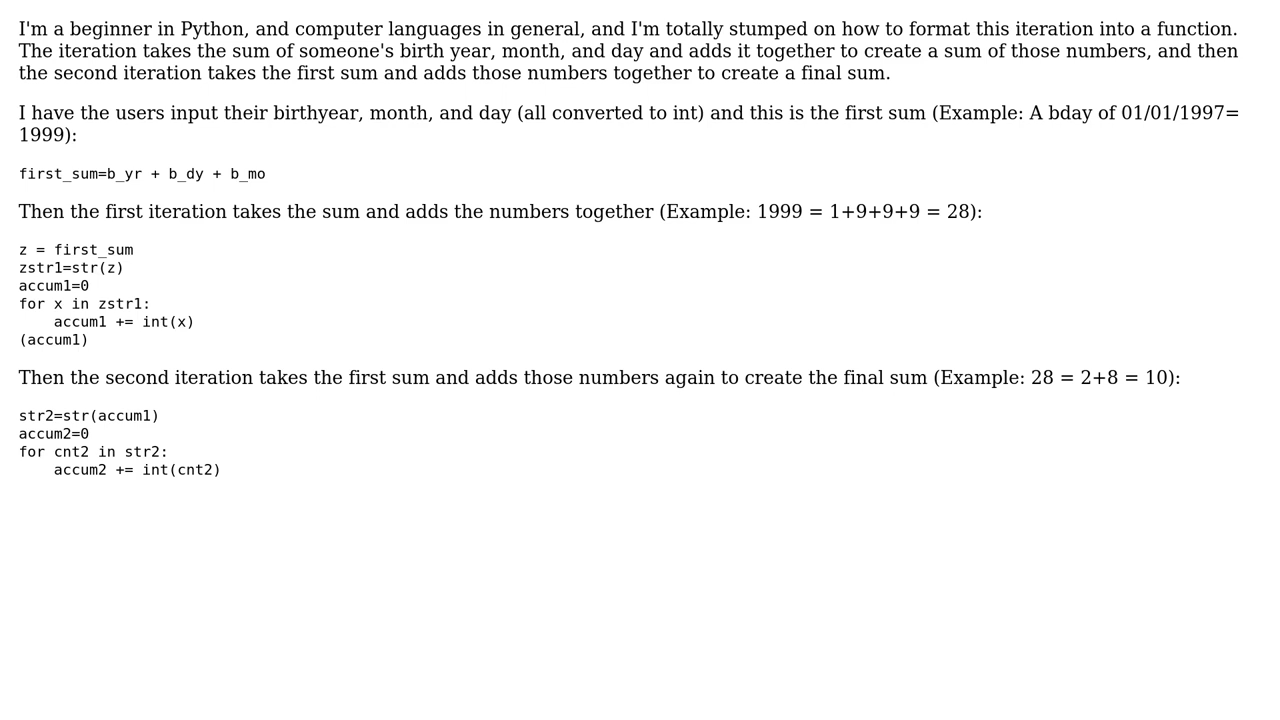 I'm a beginner in Python, and computer languages in general, and I'm totally stumped on how to format this iteration into a function.
The iteration takes the sum of someone's birth year, month, and day and adds it together to create a sum of those numbers, and then
the second iteration takes the first sum and adds those numbers together to create a final sum.
I have the users input their birthyear, month, and day (all converted to int) and this is the first sum (Example: A bday of 01/01/1997=
1999):
first_sum=b_yr + b_dy + b_mo
Then the first iteration takes the sum and adds the numbers together (Example: 1999 = 1+9+9+9 = 28):
z = first_sum
zstr1=str(z)
accum1=0
for x in zstr1:
    accum1 += int(x)
(accum1)
Then the second iteration takes the first sum and adds those numbers again to create the final sum (Example: 28 = 2+8 = 10):
str2=str(accum1)
accum2=0
for cnt2 in str2:
    accum2 += int(cnt2)